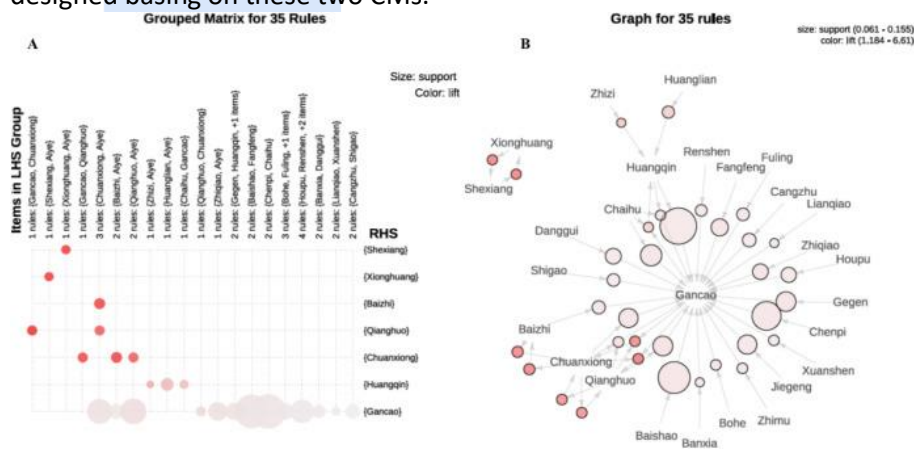 designed basing on these two CMs.
Grouped Matrix for 35 Rules
A
Size: support
Color: lift
Items in LHS Group
1 rules: {Gancao, Chuanxiong}
1 rules: {Shexiang, Aiye}
1 rules: {Xionghuang, Aiye}
1 rules: {Gancao, Qianghuo}
3 rules: {Chuanxiong, Aiye}
2 rules: {Baizhi, Aiye}
2 rules: {Qianghuo, Aiye}
1 rules: {Zhizi, Aiye}
1 rules: {Huanglian, Aiye}
1 rules: {Chaihu, Gancao}
1 rules: {Qianghuo, Chuanxiong}
1 rules: {Zhiqiao, Aiye}
2 rules: {Gegen, Huangqin, +1 items}
2 rules: {Baishao, Fangfeng}
2 rules: {Chenpi, Chaihu}
3 rules: {Bohe, Fuling, +1 items}
4 rules: {Houpu, Renshen, +2 items}
2 rules: {Banxia, Danggui}
2 rules: {Lianqiao, Xuanshen}
2 rules: {Cangzhu, Shigao}
RHS
{Shexiang}
{Xionghuang}
{Baizhi}
{Qianghuo}
{Chuanxiong}
{Huangqin}
{Gancao}
Graph for 35 rules
size: support (0.061 - 0.155)
color: lift (1.184 - 6.61)
B
Huanglian
Zhizi
Xionghuang
Renshen
Fuling
Huangqin
Fangfeng
Shexiang
Cangzhu
Chaihu
Lianqiao
Danggui
Zhiqiao
Houpu
Shigao
Gancao
Gegen
Baizhi
Chenpi
Chuanxiong
Xuanshen
Qianghuo
Jiegeng
Baishao
Bohe
Zhimu
Banxia